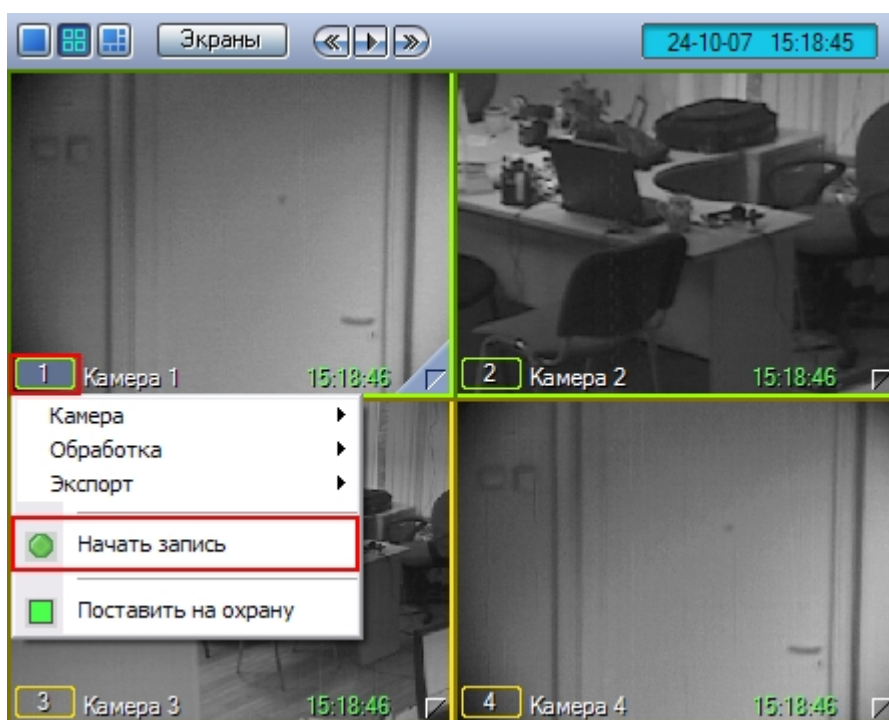 Экраны 24-10-07 15:18:45
1 Камера 1 15:18:46
2 Камера 2 15:18:46
Камера
Обработка
Экспорт
Начать запись
Поставить на охрану
3 Камера 3 15:18:46
4 Камера 4 15:18:46